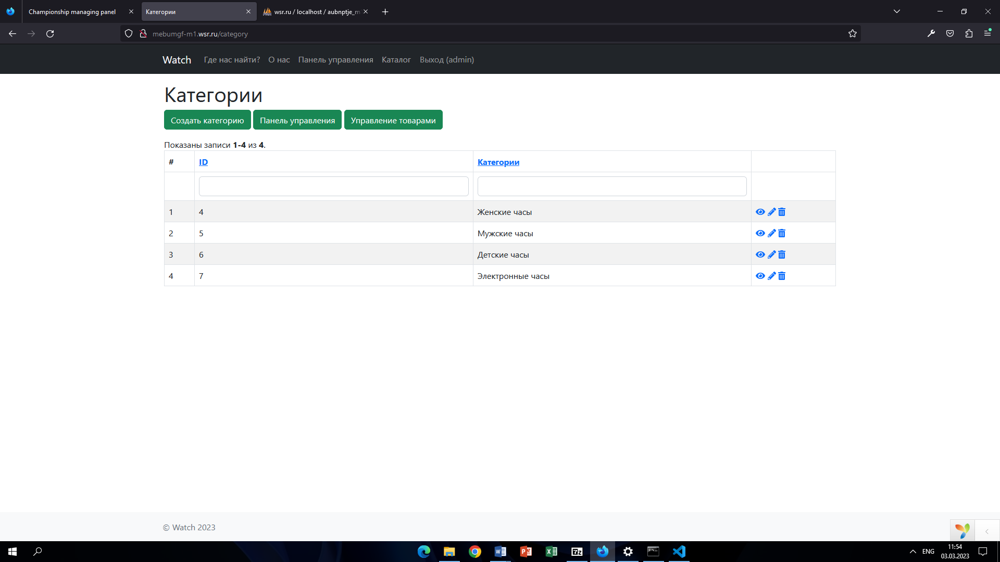 Championship managing panel
Категории
wsr.ru / localhost / aubnptje_m
mebumgf-m1.wsr.ru/category
Watch Где нас найти? О нас Панель управления Каталог Выход (admin)
Категории
Создать категорию Панель управления Управление товарами
Показаны записи 1-4 из 4.
# ID Категории
1 4 Женские часы
2 5 Мужские часы
3 6 Детские часы
4 7 Электронные часы
© Watch 2023
ENG
11:54
03.03.2023